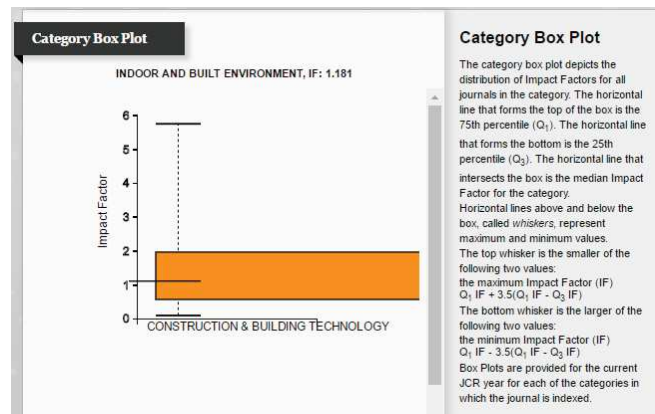 Category Box Plot
INDOOR AND BUILT ENVIRONMENT, IF: 1.181
6
5
4
3
2
1
0
Impact Factor
CONSTRUCTION & BUILDING TECHNOLOGY
Category Box Plot
The category box plot depicts the
distribution of Impact Factors for all
journals in the category. The horizontal
line that forms the top of the box is the
75th percentile (Q₁). The horizontal line
that forms the bottom is the 25th
percentile (Q₃). The horizontal line that
intersects the box is the median Impact
Factor for the category.
Horizontal lines above and below the
box, called whiskers, represent
maximum and minimum values.
The top whisker is the smaller of the
following two values:
the maximum Impact Factor (IF)
Q₁ IF + 3.5(Q₁ IF - Q₃ IF)
The bottom whisker is the larger of the
following two values:
the minimum Impact Factor (IF)
Q₁ IF - 3.5(Q₁ IF - Q₃ IF)
Box Plots are provided for the current
JCR year for each of the categories in
which the journal is indexed.